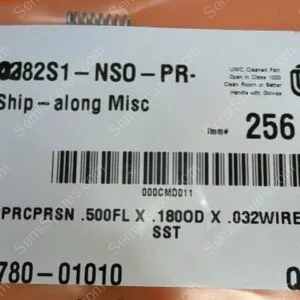 82S1-NSO-PR-
UWC Cleaned Part.
Open in Class 1000
Clean Room or Better
Handle with Gloves
Ship-along Misc
Item# 256
000CMD011
PRCPRSN .500FL X .180OD X .032WIRE
SST
780-01010 Q